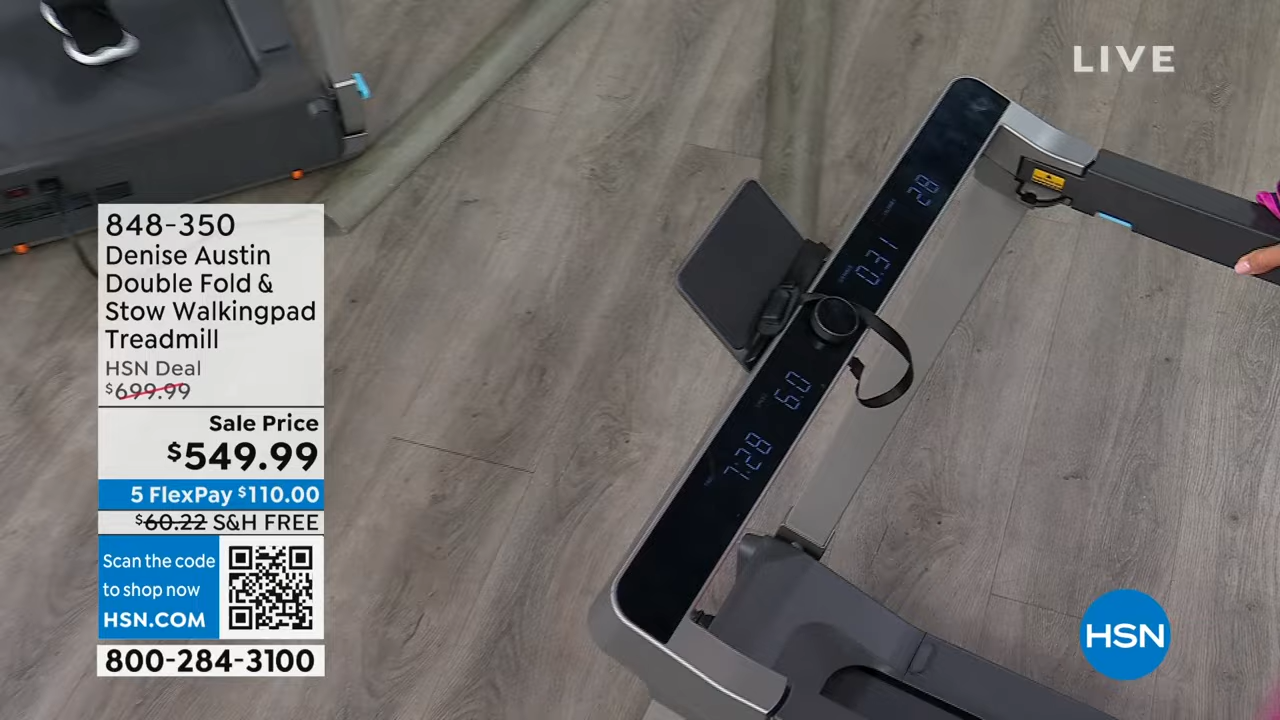 LIVE
848-350
Denise Austin
Double Fold &
Stow Walkingpad
Treadmill
HSN Deal
$699.99
Sale Price
$549.99
5 FlexPay $110.00
$60.22 S&H FREE
Scan the code
to shop now
HSN.COM
800-284-3100
28
0.31
6.0
7:28
HSN